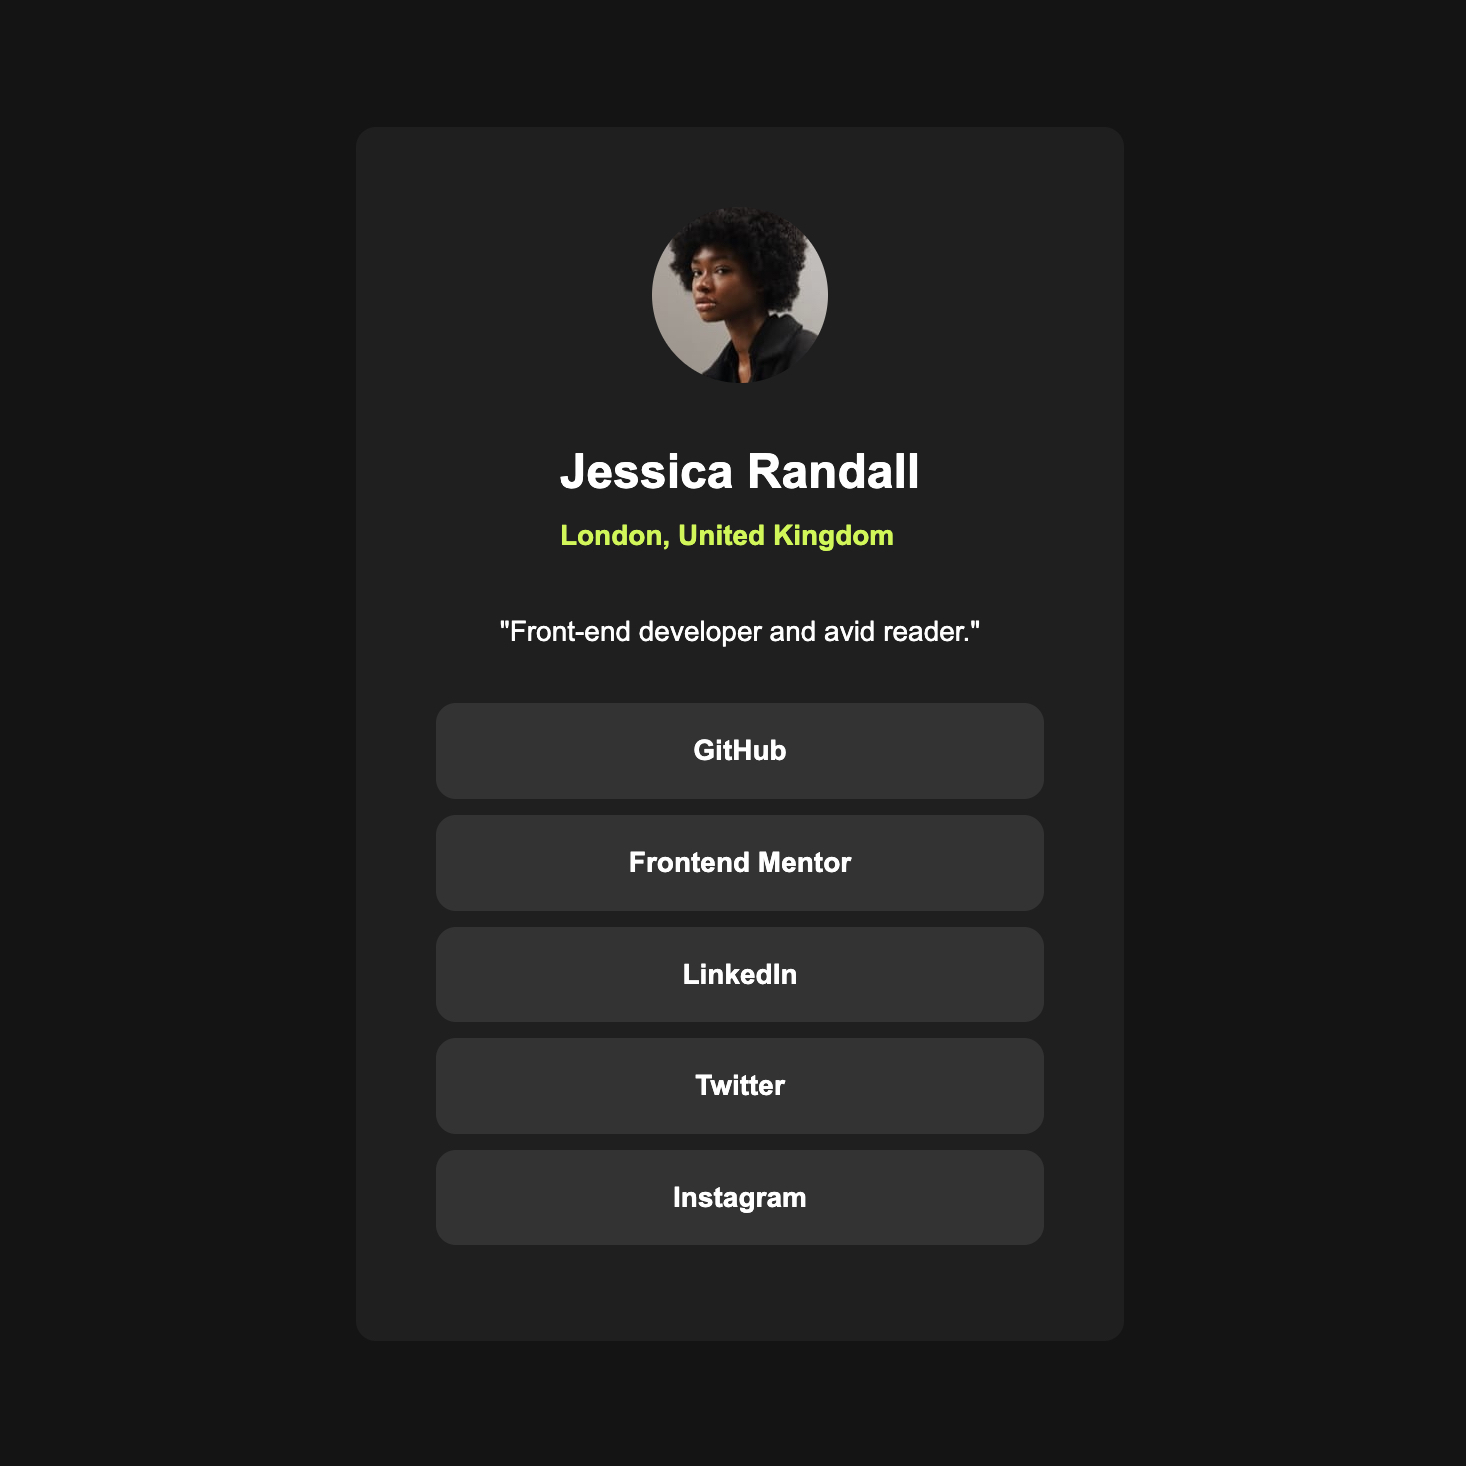 Jessica Randall
London, United Kingdom
"Front-end developer and avid reader."
GitHub
Frontend Mentor
LinkedIn
Twitter
Instagram